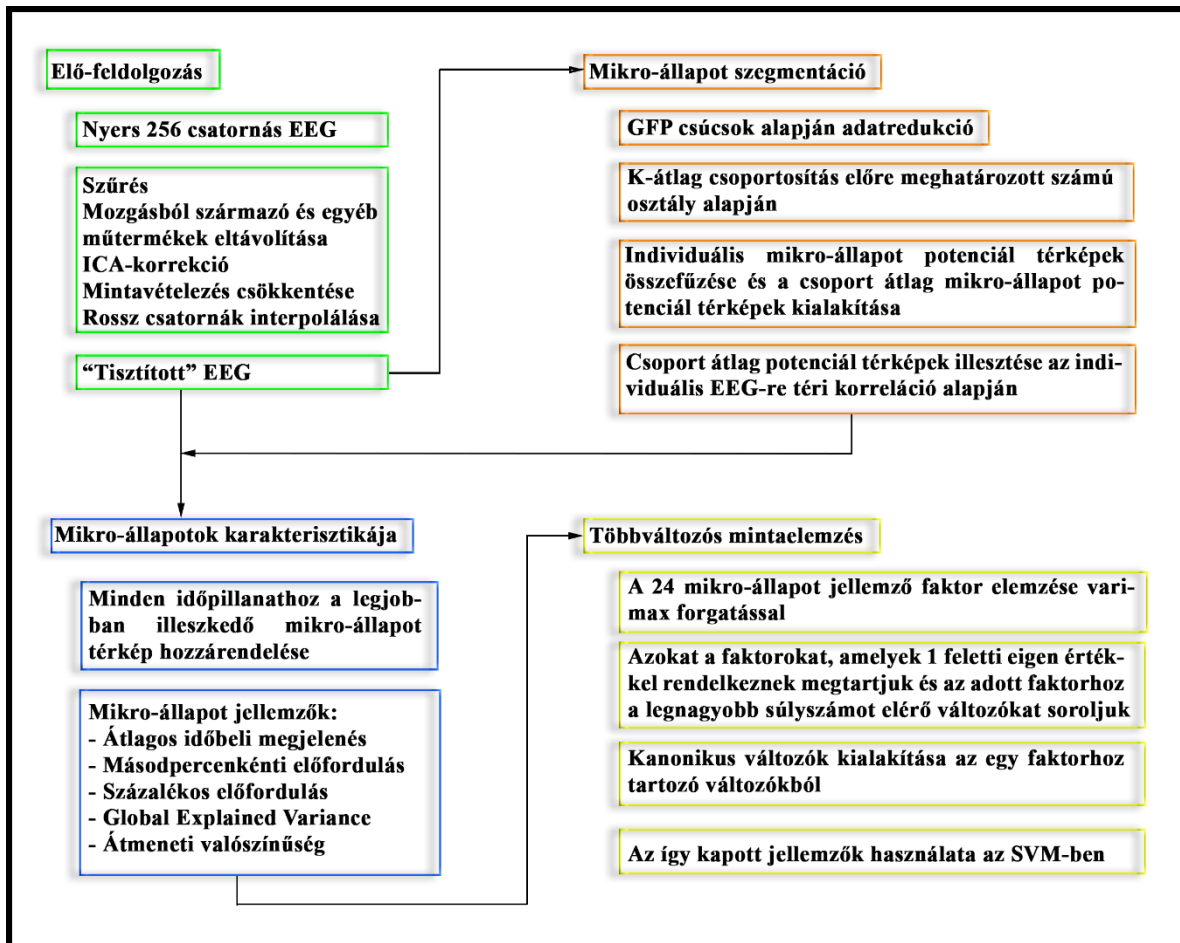 Elő-feldolgozás
Nyers 256 csatornás EEG
Szűrés
Mozgásból származó és egyéb
műtermékek eltávolítása
ICA-korrekció
Mintavételezés csökkentése
Rossz csatornák interpolálása
“Tisztított” EEG
Mikro-állapot szegmentáció
GFP csúcsok alapján adatredukció
K-átlag csoportosítás előre meghatározott számú
osztály alapján
Individuális mikro-állapot potenciál térképek
összefűzése és a csoport átlag mikro-állapot po-
tenciál térképek kialakítása
Csoport átlag potenciál térképek illesztése az indi-
viduális EEG-re téri korreláció alapján
Mikro-állapotok karakterisztikája
Minden időpillanathoz a legjob-
ban illeszkedő mikro-állapot
térkép hozzárendelése
Mikro-állapot jellemzők:
- Átlagos időbeli megjelenés
- Másodpercenkénti előfordulás
- Százalékos előfordulás
- Global Explained Variance
- Átmeneti valószínűség
Többváltozós mintaelemzés
A 24 mikro-állapot jellemző faktor elemzése vari-
max forgatással
Azokat a faktorokat, amelyek 1 feletti eigen érték-
kel rendelkeznek megtartjuk és az adott faktorhoz
a legnagyobb súlyszámot elérő változókat soroljuk
Kanonikus változók kialakítása az egy faktorhoz
tartozó változókból
Az így kapott jellemzők használata az SVM-ben